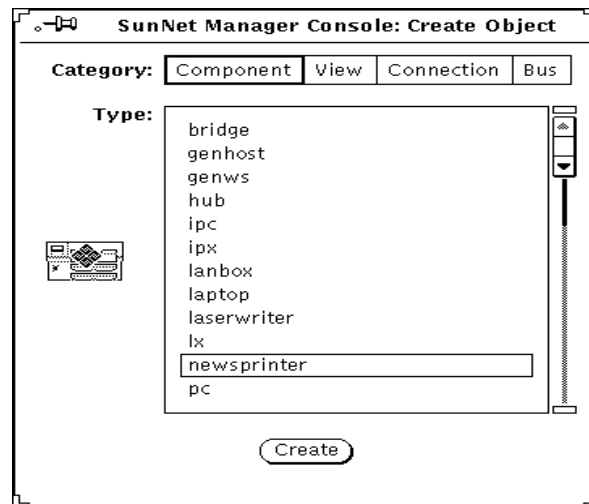 SunNet Manager Console: Create Object
Category: Component View Connection Bus
Type:
bridge
genhost
genws
hub
ipc
ipx
lanbox
laptop
laserwriter
lx
newsprinter
pc
Create